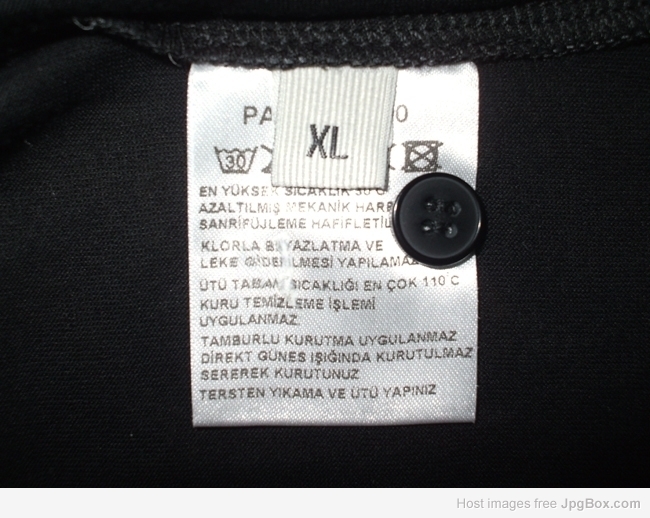 XL
30
EN YÜKSEK SICAKLIK 30 C
AZALTILMIŞ MEKANİK
SANRİFÜJLEME
KLORLA BEYAZLATMA VE
LEKE GİDERİLMESİ YAPILAMAZ
ÜTÜ TABAN SICAKLIĞI EN ÇOK 110°C
KURU TEMİZLEME İŞLEMİ
UYGULANMAZ
TAMBURLU KURUTMA UYGULANMAZ
DİREKT GÜNEŞ IŞIĞINDA KURUTULMAZ
SEREREK KURUTUNUZ
TERSTEN YIKAMA VE ÜTÜ YAPINIZ
Host images free JpgBox.com